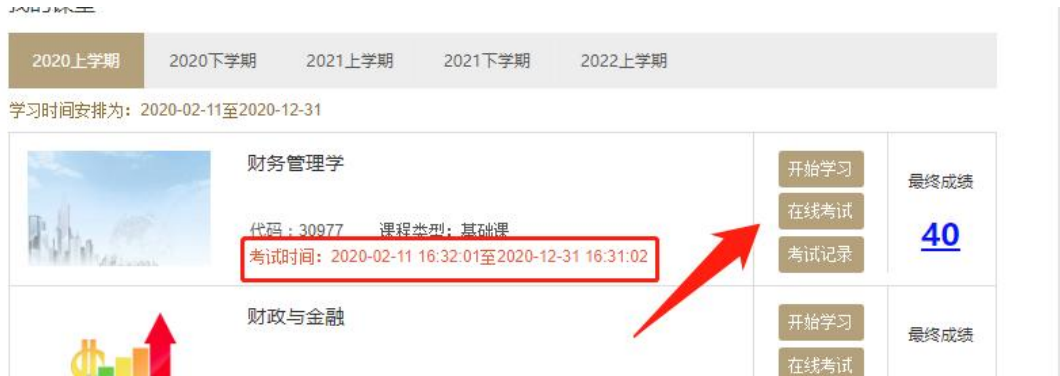 2020上学期 2020下学期 2021上学期 2021下学期 2022上学期
学习时间安排为：2020-02-11至2020-12-31
财务管理学
开始学习
最终成绩
在线考试
代码：30977 课程类型：基础课
40
考试时间：2020-02-11 16:32:01至2020-12-31 16:31:02
考试记录
财政与金融
开始学习
最终成绩
在线考试